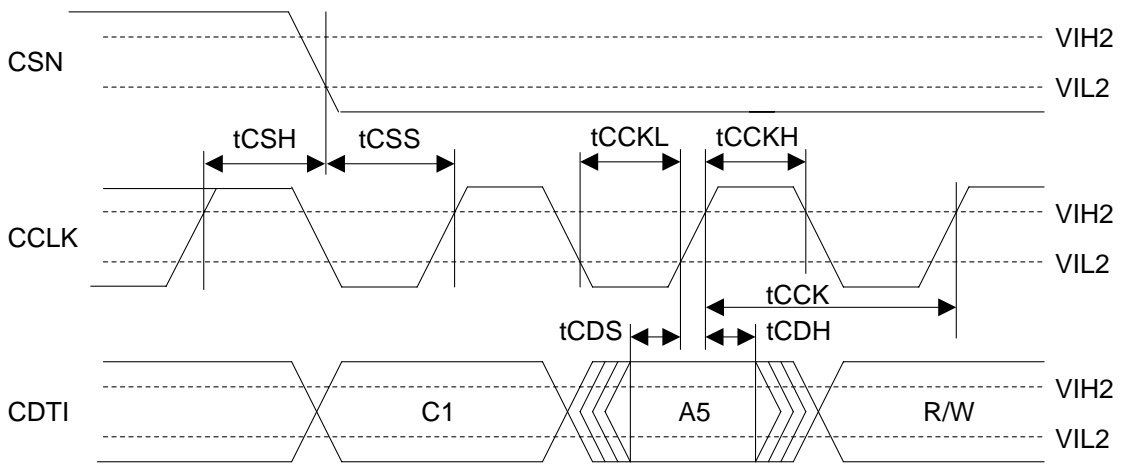 VIH2
CSN
VIL2
tCSH tCSS tCCKL tCCKH
VIH2
CCLK
VIL2
tCCK
tCDS tCDH
VIH2
CDTI C1 A5 R/W
VIL2